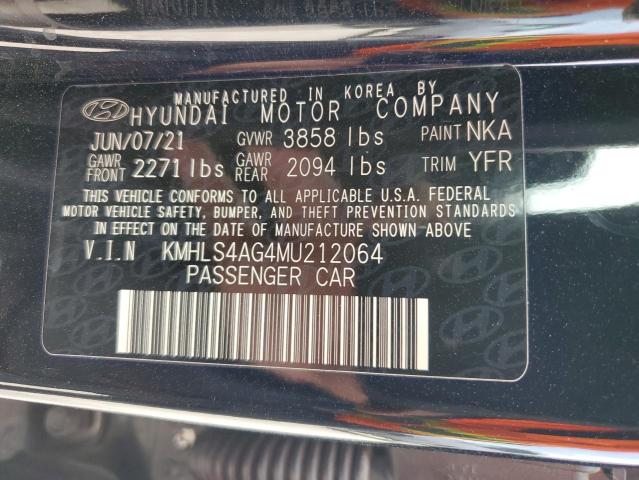 MANUFACTURED IN KOREA BY
HYUNDAI MOTOR COMPANY
JUN/07/21 GVWR 3858 lbs PAINT NKA
GAWR FRONT 2271 lbs GAWR REAR 2094 lbs TRIM YFR
THIS VEHICLE CONFORMS TO ALL APPLICABLE U.S.A. FEDERAL
MOTOR VEHICLE SAFETY, BUMPER, AND THEFT PREVENTION STANDARDS
IN EFFECT ON THE DATE OF MANUFACTURE SHOWN ABOVE.
V.I.N KMHLS4AG4MU212064
PASSENGER CAR